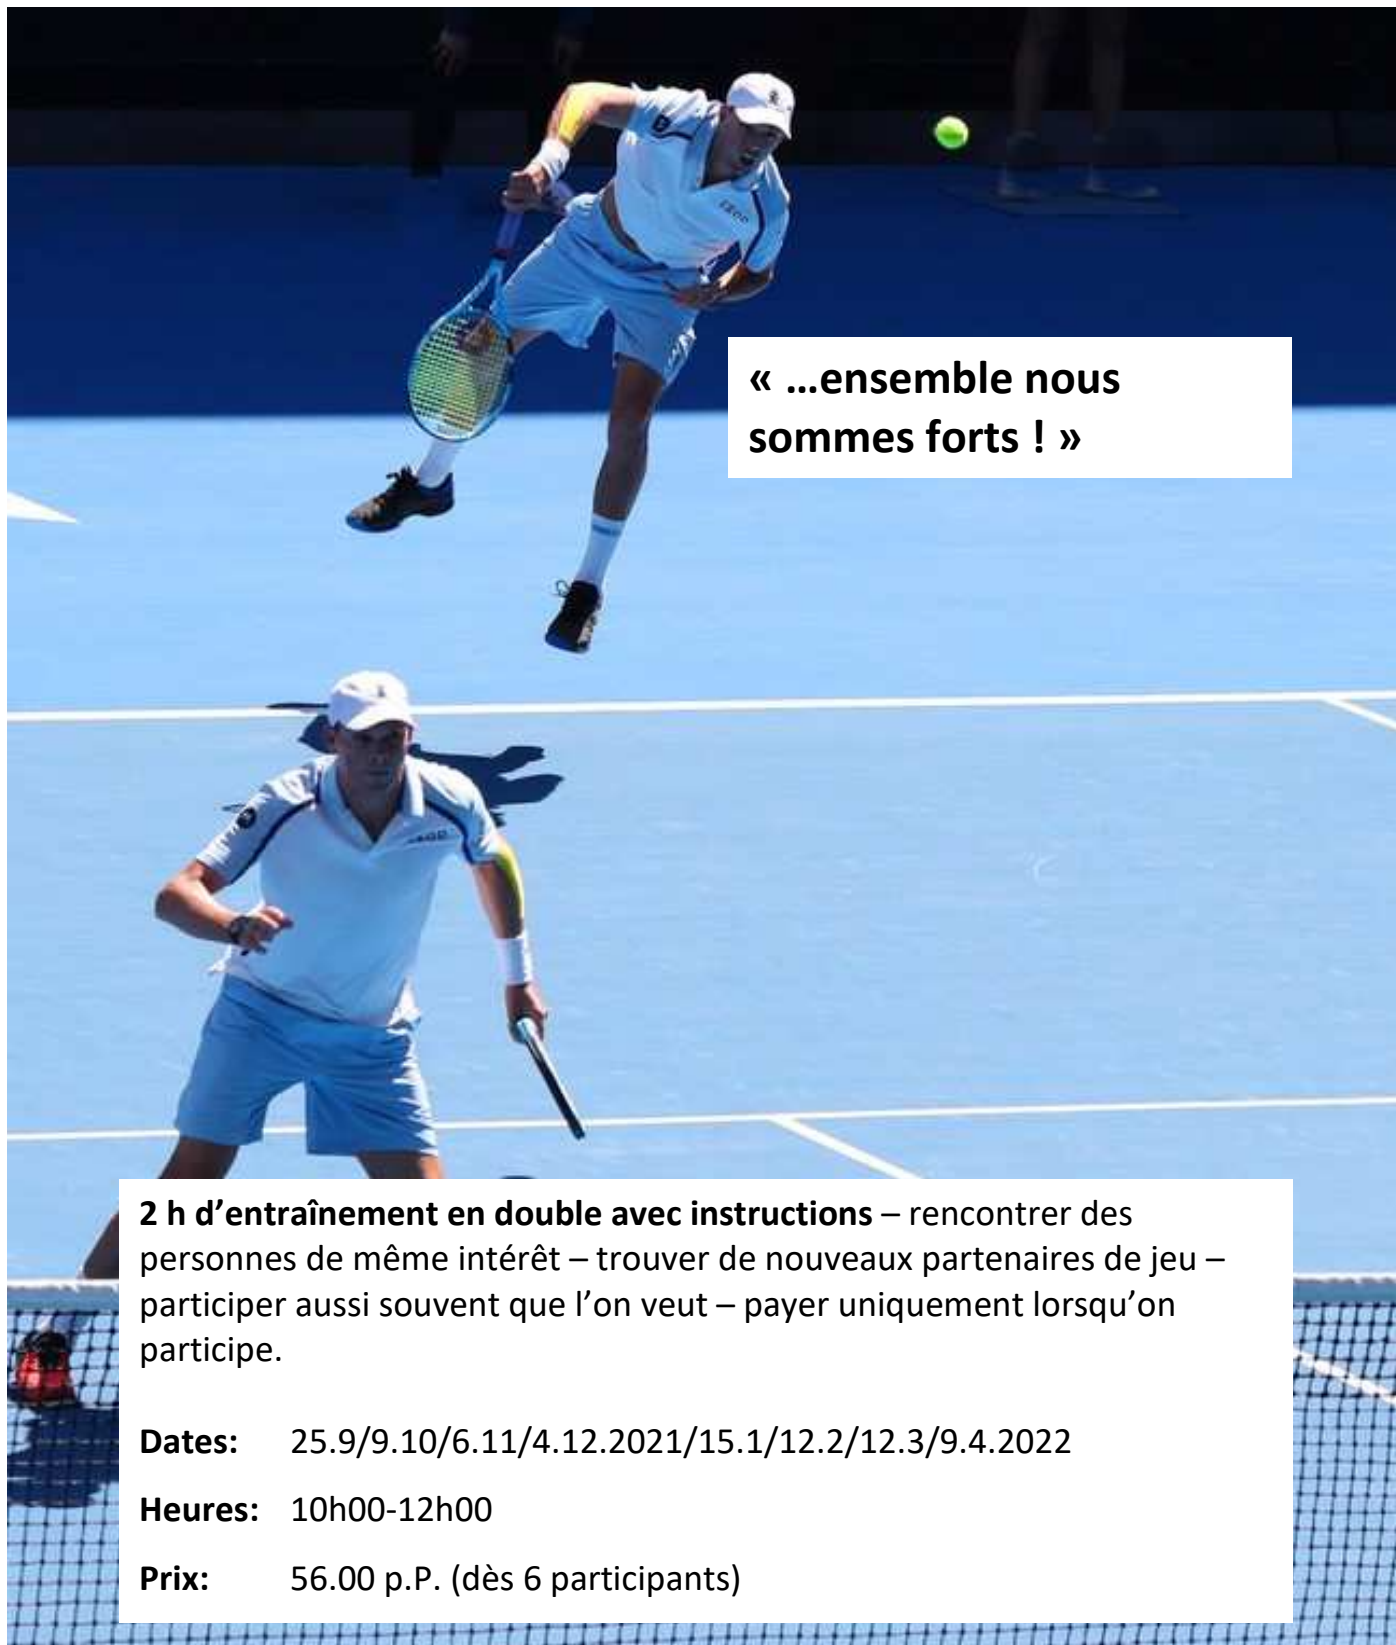 « …ensemble nous
sommes forts ! »
2 h d’entraînement en double avec instructions – rencontrer des
personnes de même intérêt – trouver de nouveaux partenaires de jeu –
participer aussi souvent que l’on veut – payer uniquement lorsqu’on
participe.
Dates: 25.9/9.10/6.11/4.12.2021/15.1/12.2/12.3/9.4.2022
Heures: 10h00-12h00
Prix: 56.00 p.P. (dès 6 participants)